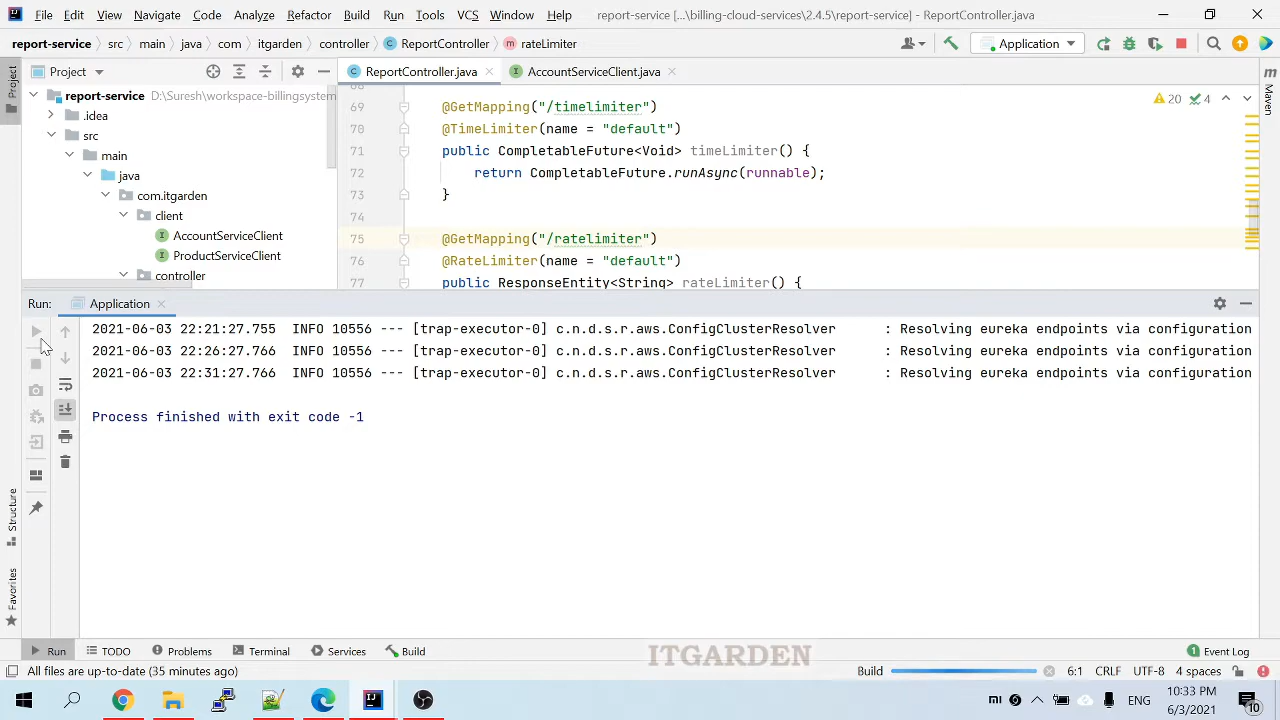 File Edit View Navigate Code Analyze Refactor Build Run Tools VCS Window Help report-service [...\billing_cloud-services\2.4.5\report-service] - ReportController.java
report-service src main java com itgarden controller ReportController rateLimiter Application
Project Project ReportController.java AccountServiceClient.java Maven
report-service D:\Suresh\workspace-billingsystem
.idea
src
main
java
com.itgarden
client
AccountServiceClient
ProductServiceClient
controller
20 4
68
69 @GetMapping("/timelimiter")
70 @TimeLimiter(name = "default")
71 public CompletableFuture<Void> timeLimiter() {
72 return CompletableFuture.runAsync(runnable);
73 }
74
75 @GetMapping("/ratelimiter")
76 @RateLimiter(name = "default")
77 public ResponseEntity<String> rateLimiter() {
Run: Application
2021-06-03 22:21:27.755 INFO 10556 --- [trap-executor-0] c.n.d.s.r.aws.ConfigClusterResolver : Resolving eureka endpoints via configuration
2021-06-03 22:26:27.766 INFO 10556 --- [trap-executor-0] c.n.d.s.r.aws.ConfigClusterResolver : Resolving eureka endpoints via configuration
2021-06-03 22:31:27.766 INFO 10556 --- [trap-executor-0] c.n.d.s.r.aws.ConfigClusterResolver : Resolving eureka endpoints via configuration
Process finished with exit code -1
Structure
Favorites
Run TODO Problems Terminal Services Build Event Log
ITGARDEN
All files are up-to-date (35 minutes ago) Build 6:1 CRLF UTF-8 4 spaces
ENG 10:33 PM
6/3/2021 10